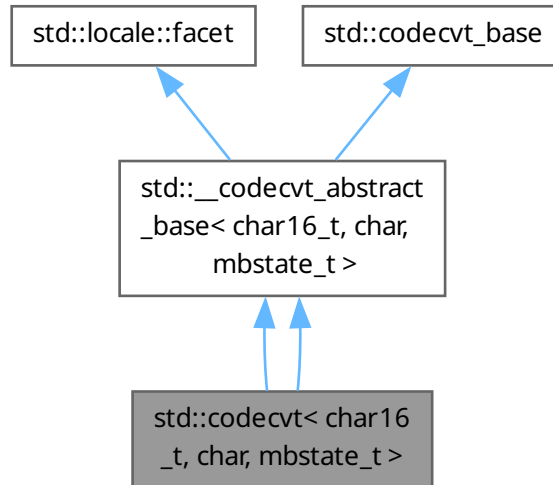 std::locale::facet
std::codecvt_base
std::__codecvt_abstract
_base< char16_t, char,
mbstate_t >
std::codecvt< char16
_t, char, mbstate_t >